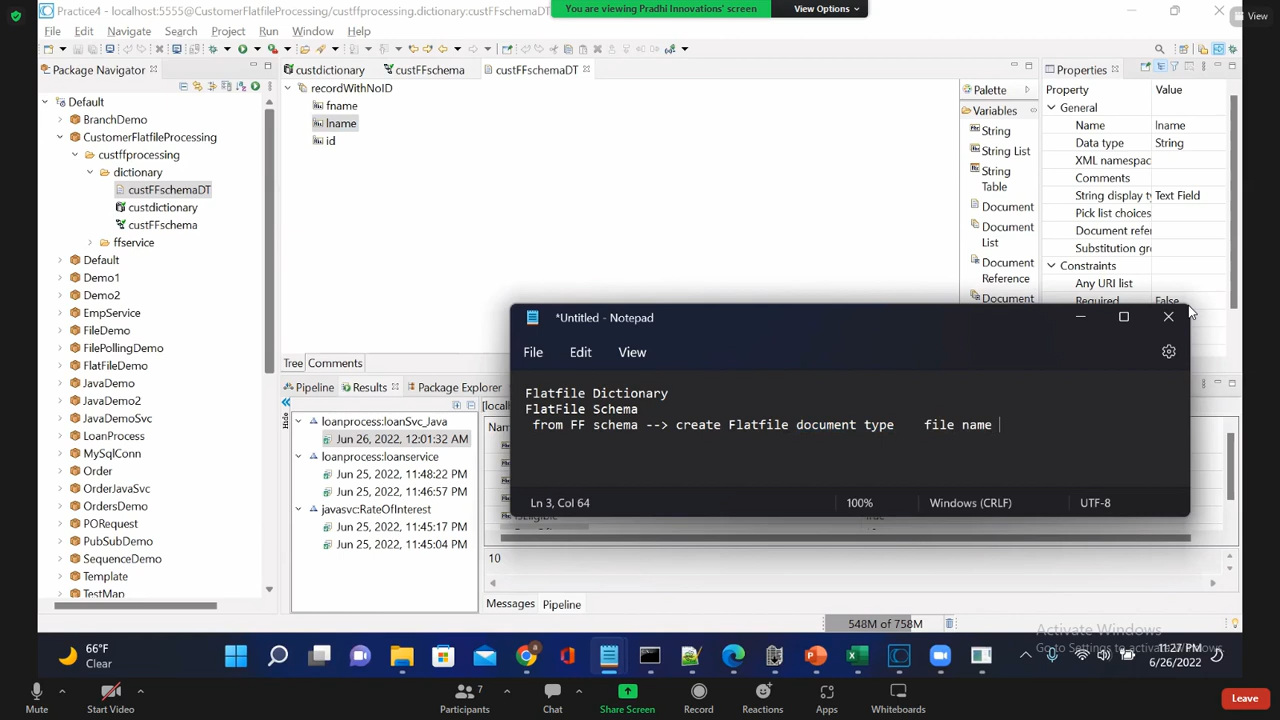 Practice4 - localhost:5555@CustomerFlatfileProcessing/custffprocessing.dictionary:custFFschemaDT
You are viewing Pradhi Innovations' screen
View Options
View
File Edit Navigate Search Project Run Window Help
Package Navigator
custdictionary
custFFschema
custFFschemaDT
Properties
Default
BranchDemo
CustomerFlatfileProcessing
custffprocessing
dictionary
custFFschemaDT
custdictionary
custFFschema
ffservice
Default
Demo1
Demo2
EmpService
FileDemo
FilePollingDemo
FlatFileDemo
JavaDemo
JavaDemo2
JavaDemoSvc
LoanProcess
MySqlConn
Order
OrderJavaSvc
OrdersDemo
PORequest
PubSubDemo
SequenceDemo
Template
TestMap
recordWithNoID
fname
lname
id
Tree Comments
Palette
Variables
String
String List
String
Table
Document
Document
List
Document
Reference
Document
Property Value
General
Name lname
Data type String
XML namespac
Comments
String display ty Text Field
Pick list choices
Document refer
Substitution gr
Constraints
Any URI list
Required False
Pipeline Results Package Explorer
[local
loanprocess:loanSvc_Java
Jun 26, 2022, 12:01:32 AM
loanprocess:loanservice
Jun 25, 2022, 11:48:22 PM
Jun 25, 2022, 11:46:57 PM
javasvc:RateOfInterest
Jun 25, 2022, 11:45:17 PM
Jun 25, 2022, 11:45:04 PM
Hide
*Untitled - Notepad
File Edit View
Flatfile Dictionary
FlatFile Schema
from FF schema --> create Flatfile document type file name
Ln 3, Col 64 100% Windows (CRLF) UTF-8
10
Messages Pipeline
548M of 758M
Activate Windows
Go to Settings to activate Windows.
66°F
Clear
11:27 PM
6/26/2022
Mute
Start Video
7
Participants
Chat
Share Screen
Record
Reactions
Apps
Whiteboards
Leave